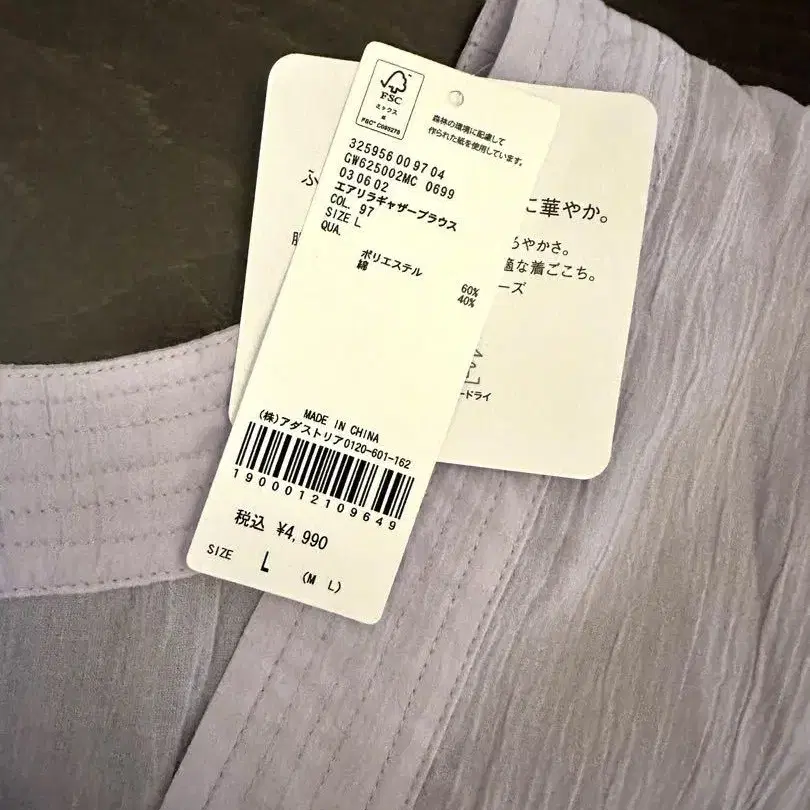 FSC
ミックス
紙
FSC® C093270
森林の環境に配慮して
作られた紙を使用しています。
325956 00 97 04
GW625002MC 0699
03 06 02
エアリラギャザーブラウス
COL. 97
SIZE L
QUA.
ポリエステル 60%
綿 40%
MADE IN CHINA
(株)アダストリア0120-601-162
1900012109649
税込 ¥4,990
SIZE L (M L)
ふ
に華やか。
らやかさ。
適な着ごこち。
ーズ
ードライ